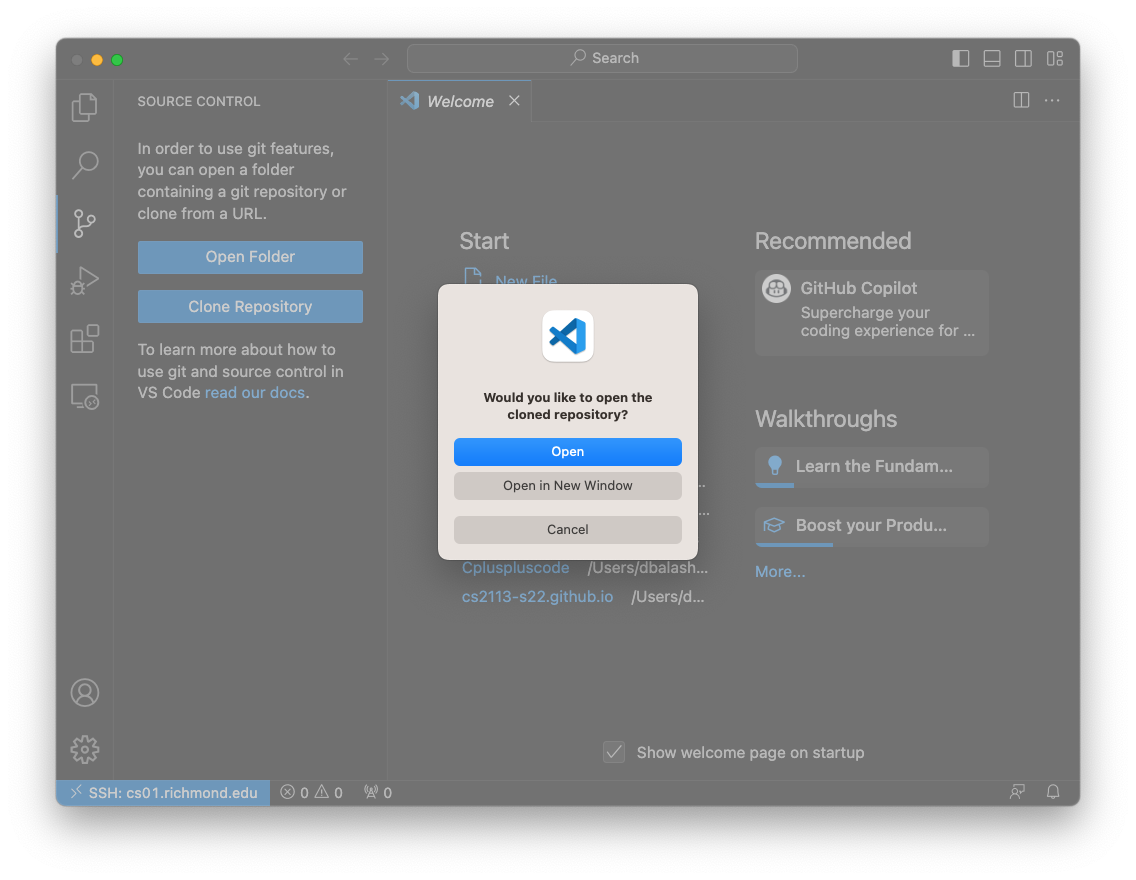 Search
SOURCE CONTROL
Welcome
In order to use git features,
you can open a folder
containing a git repository or
clone from a URL.
Open Folder
Clone Repository
To learn more about how to
use git and source control in
VS Code read our docs.
Start
New File
Would you like to open the
cloned repository?
Open
Open in New Window
Cancel
...
...
Cpluspluscode /Users/dbalash...
cs2113-s22.github.io /Users/d...
Recommended
GitHub Copilot
Supercharge your
coding experience for ...
Walkthroughs
Learn the Fundam...
Boost your Produ...
More...
Show welcome page on startup
SSH: cs01.richmond.edu 0 0 0